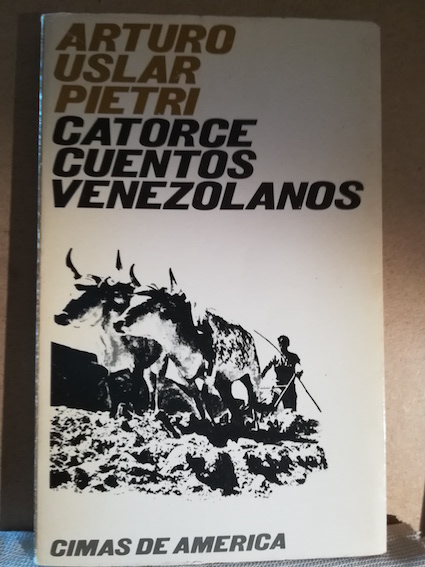 ARTURO
USLAR
PIETRI
CATORCE
CUENTOS
VENEZOLANOS
CIMAS DE AMERICA